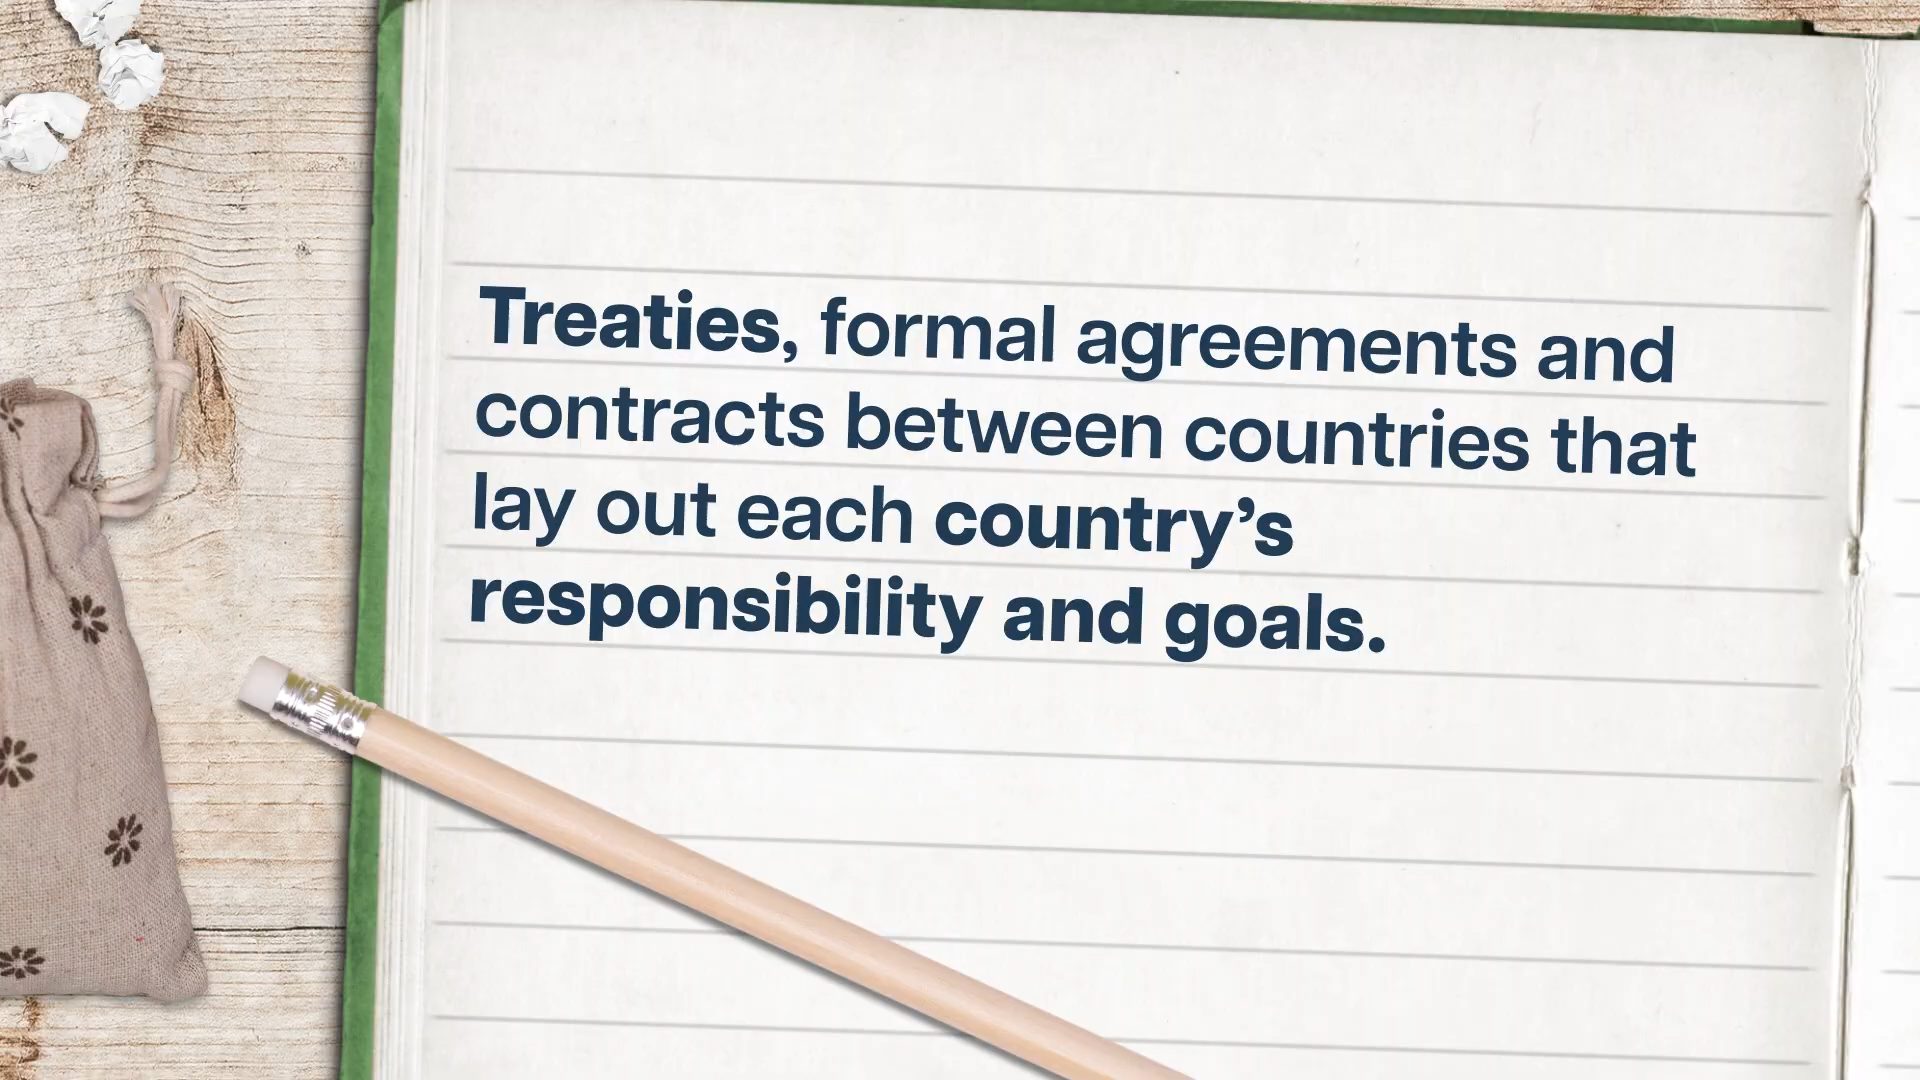 Treaties, formal agreements and
contracts between countries that
lay out each country’s
responsibility and goals.